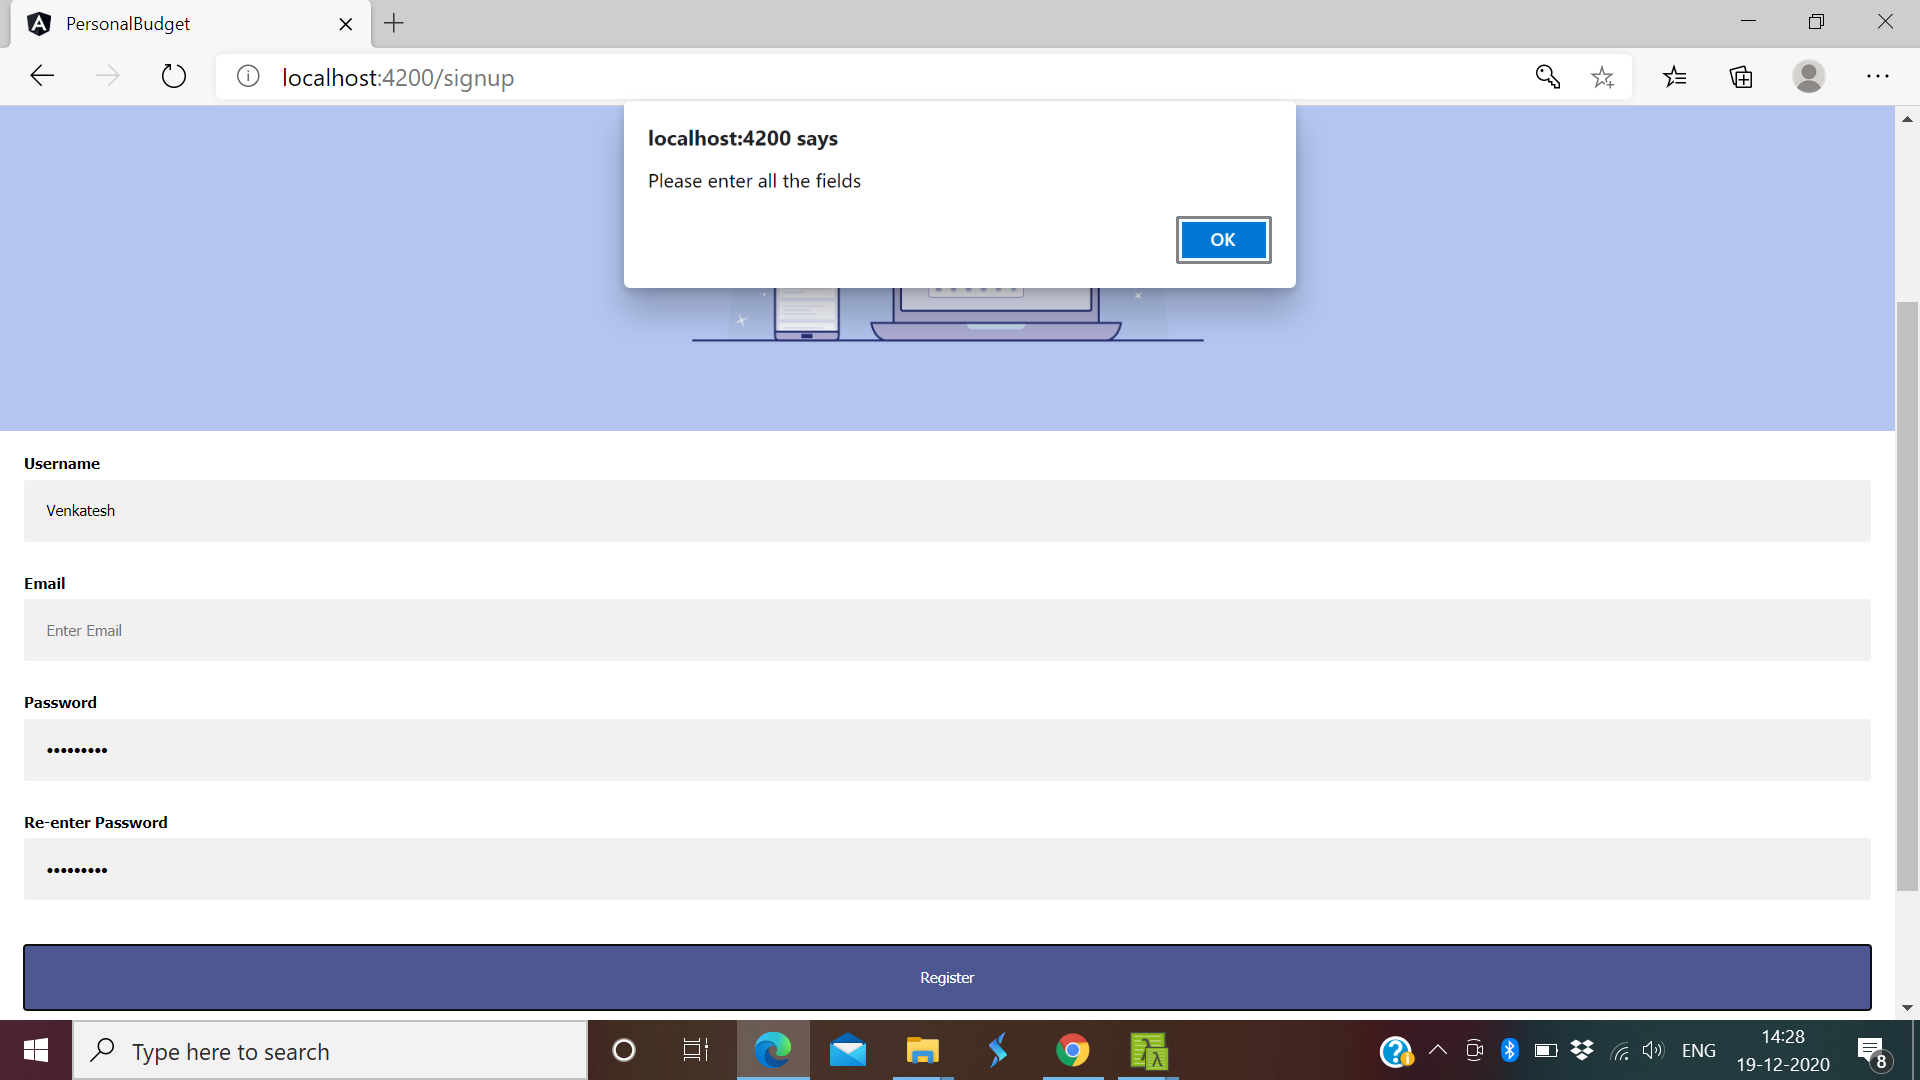 PersonalBudget
localhost:4200/signup
localhost:4200 says
Please enter all the fields
OK
Username
Venkatesh
Email
Enter Email
Password
•••••••••
Re-enter Password
•••••••••
Register
Type here to search
ENG
14:28
19-12-2020
8